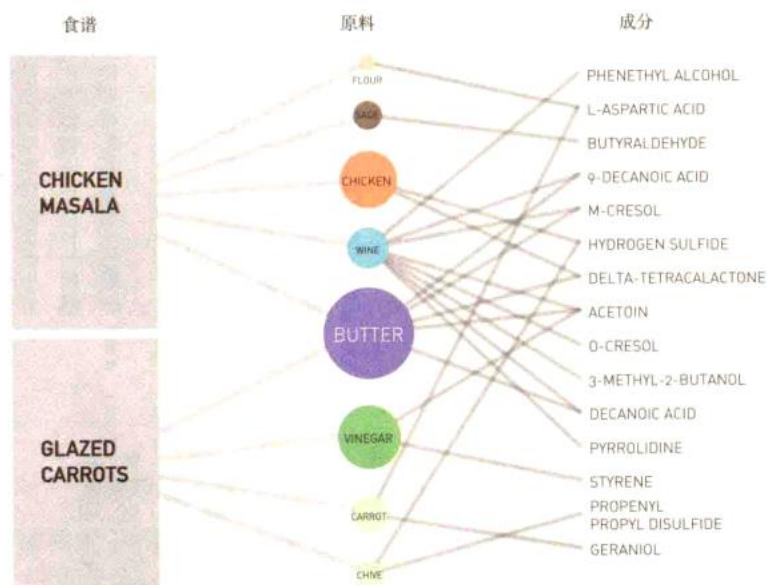 食谱
原料
成分
CHICKEN
MASALA
GLAZED
CARROTS
FLOUR
SAGE
CHICKEN
WINE
BUTTER
VINEGAR
CARROT
CHIVE
PHENETHYL ALCOHOL
L-ASPARTIC ACID
BUTYRALDEHYDE
9-DECANOIC ACID
M-CRESOL
HYDROGEN SULFIDE
DELTA-TETRACALACTONE
ACETOIN
O-CRESOL
3-METHYL-2-BUTANOL
DECANOIC ACID
PYRROLIDINE
STYRENE
PROPENYL
PROPYL DISULFIDE
GERANIOL